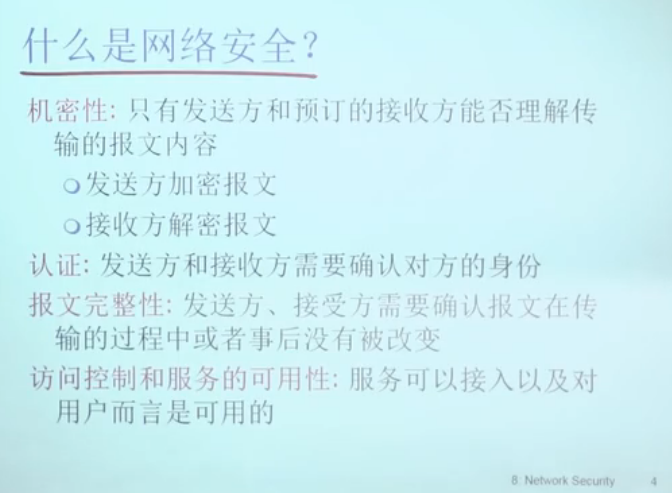 什么是网络安全?
机密性: 只有发送方和预订的接收方能否理解传
输的报文内容
发送方加密报文
接收方解密报文
认证: 发送方和接收方需要确认对方的身份
报文完整性: 发送方、接受方需要确认报文在传
输的过程中或者事后没有被改变
访问控制和服务的可用性: 服务可以接入以及对
用户而言是可用的
8 Network Security 4